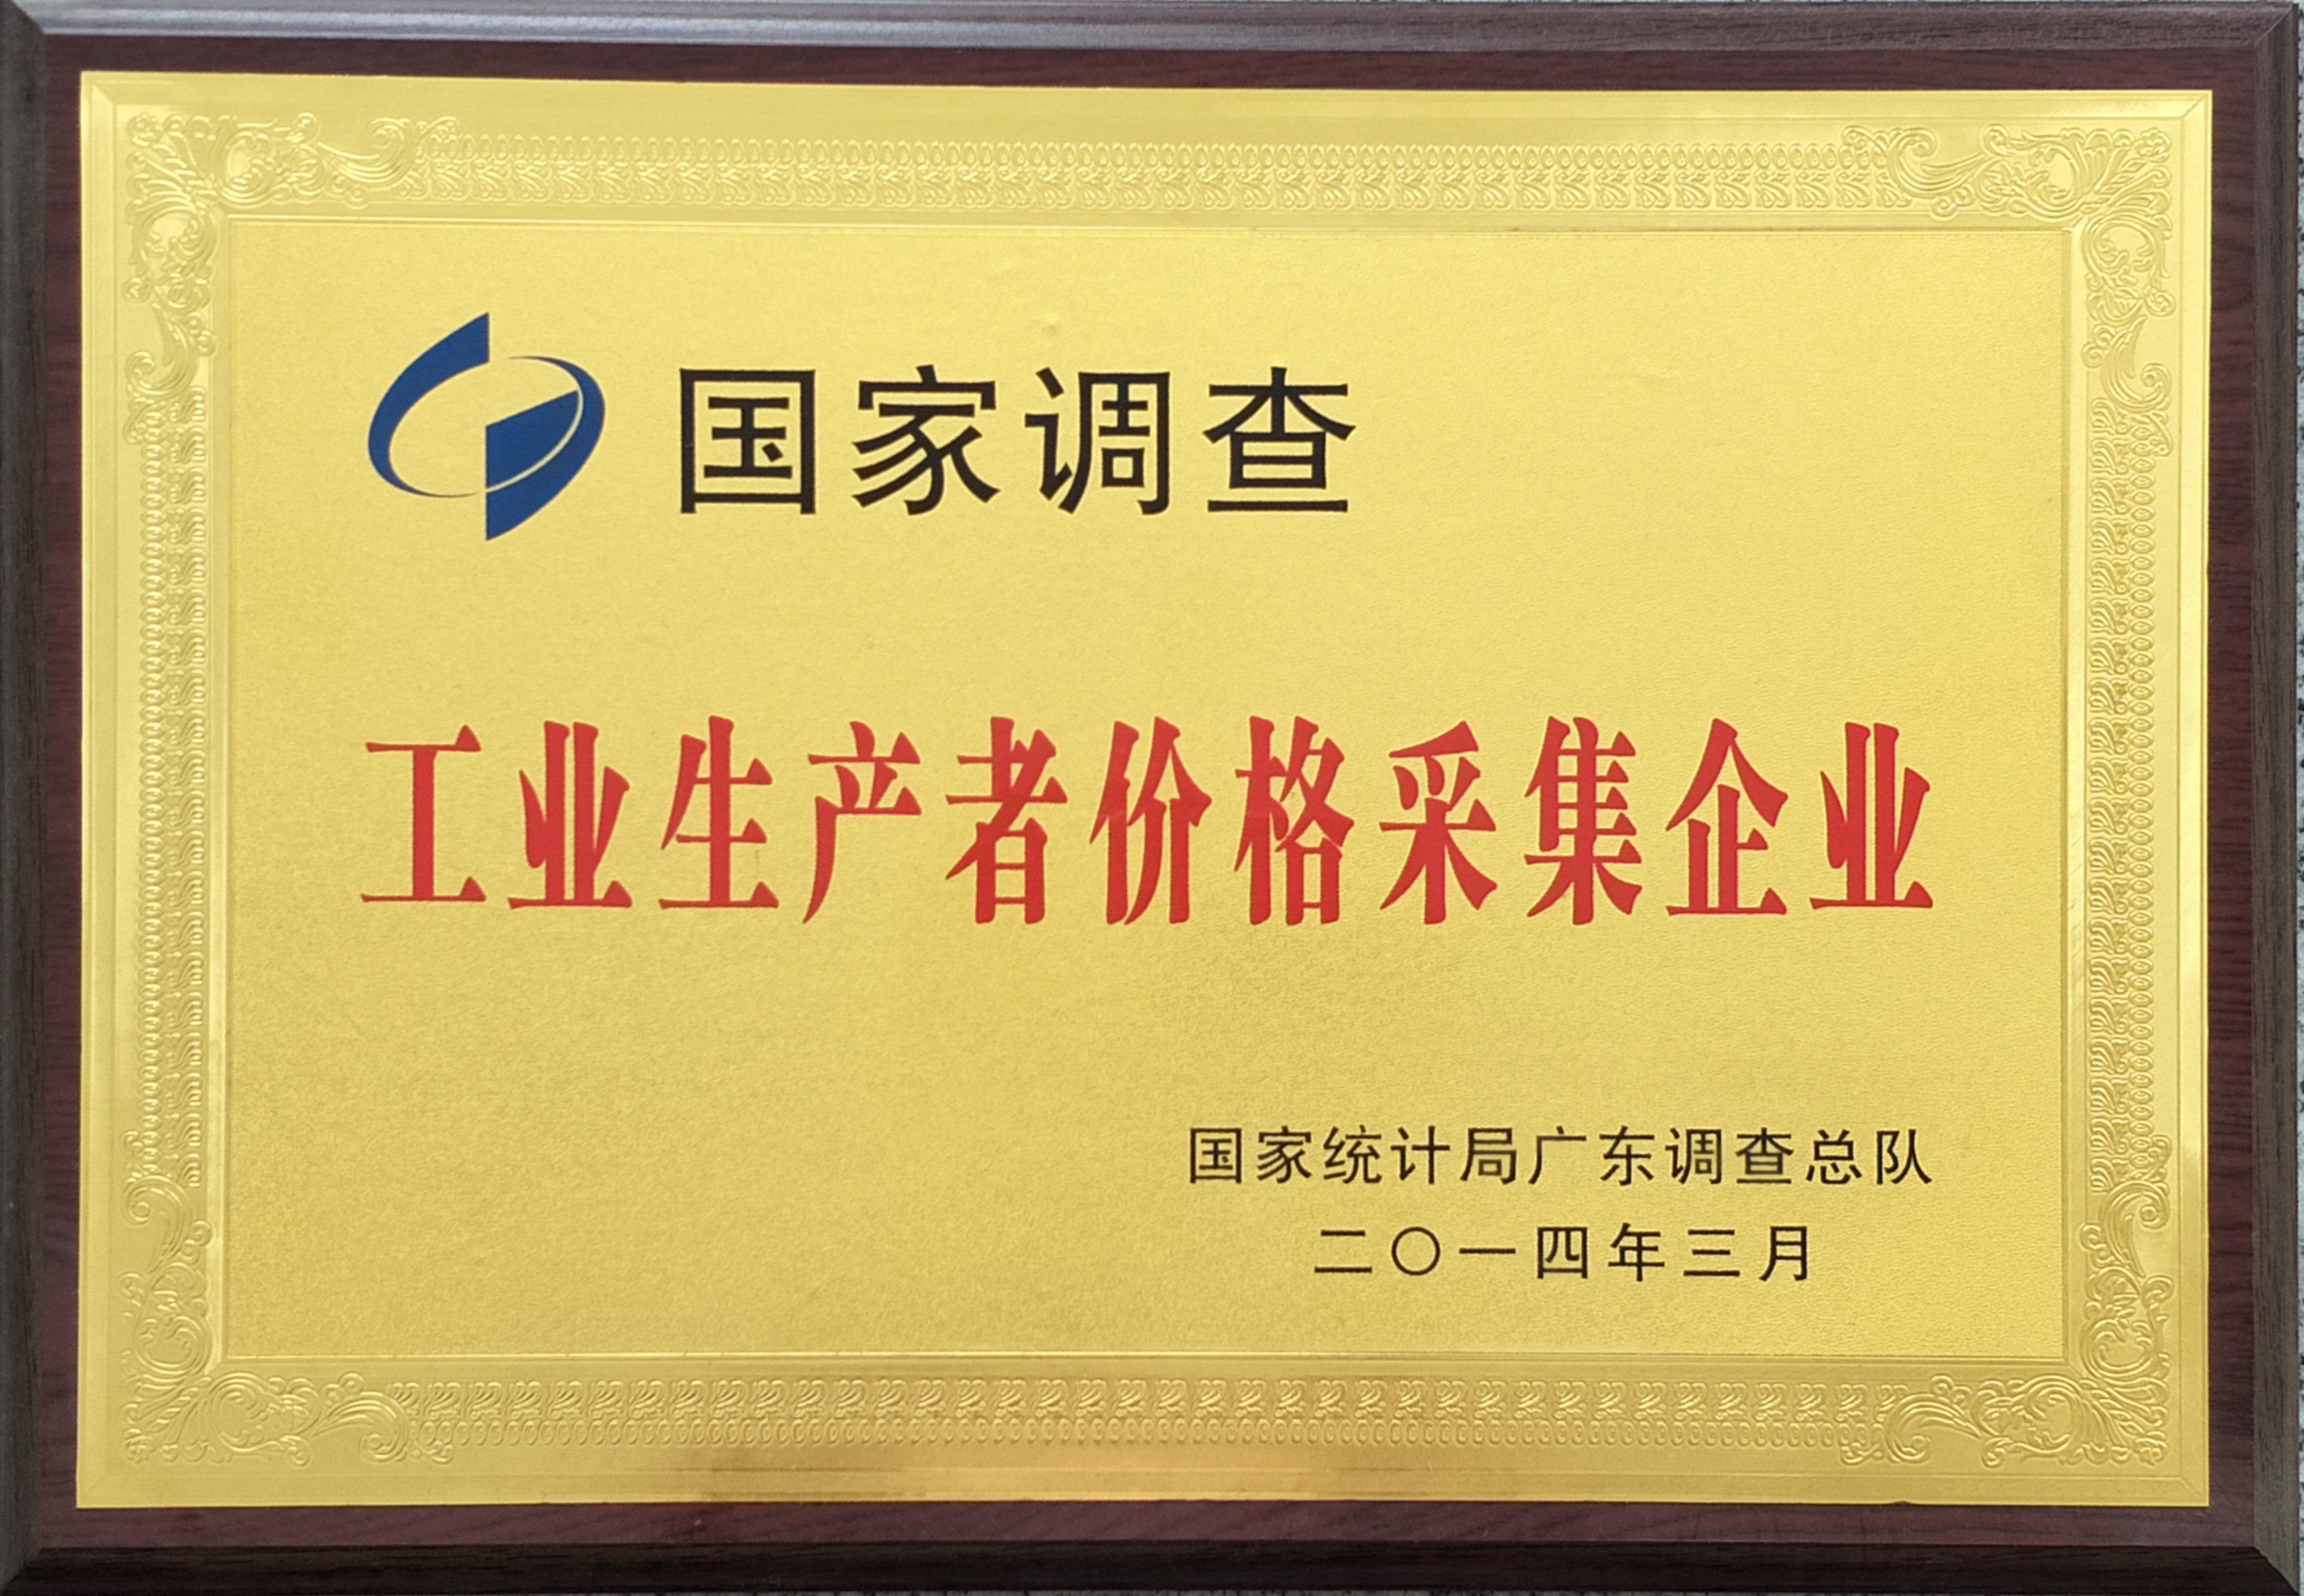 国家调查
工业生产者价格采集企业
国家统计局广东调查总队
二〇一四年三月